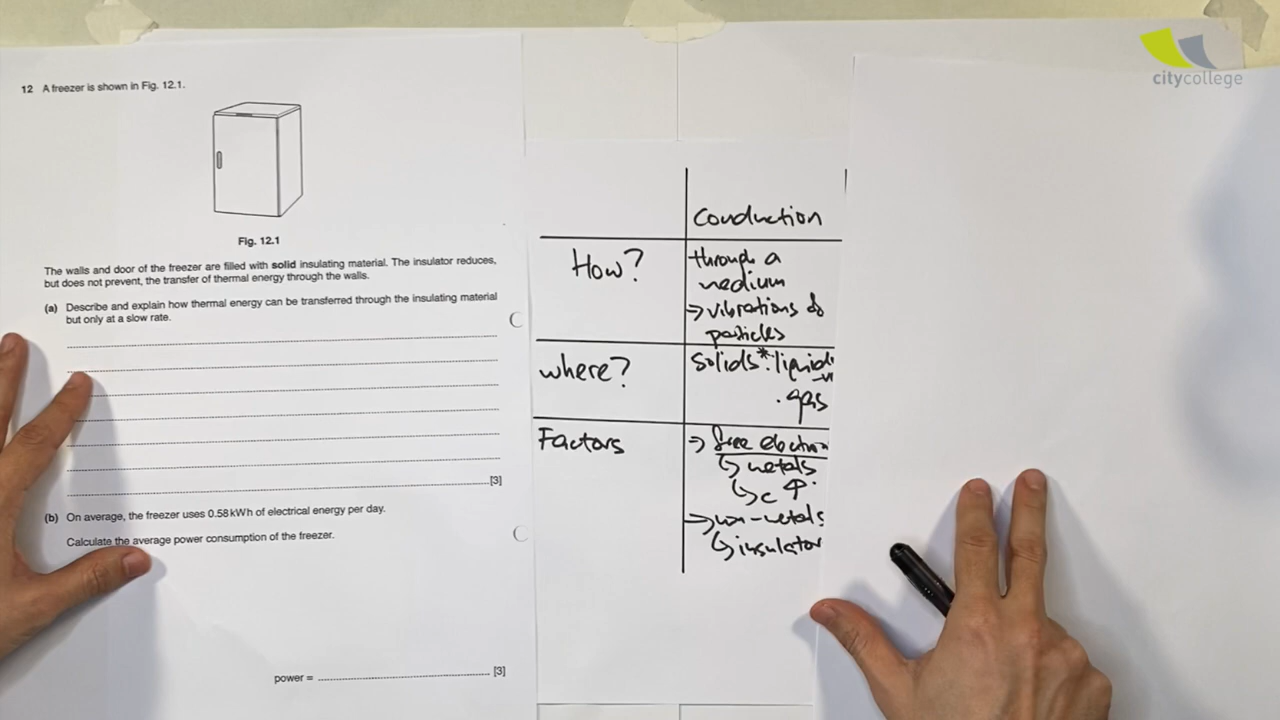 citycollege
12 A freezer is shown in Fig. 12.1.
Fig. 12.1
The walls and door of the freezer are filled with solid insulating material. The insulator reduces,
but does not prevent, the transfer of thermal energy through the walls.
(a) Describe and explain how thermal energy can be transferred through the insulating material
but only at a slow rate.
[3]
(b) On average, the freezer uses 0.58 kWh of electrical energy per day.
Calculate the average power consumption of the freezer.
power = [3]
Conduction
How?
through a
medium
→ vibrations of
particles
where?
solids* . liquid
. gas
Factors
→ free electron
↳ metals
↳ c ↑
→ non-metals
↳ insulator